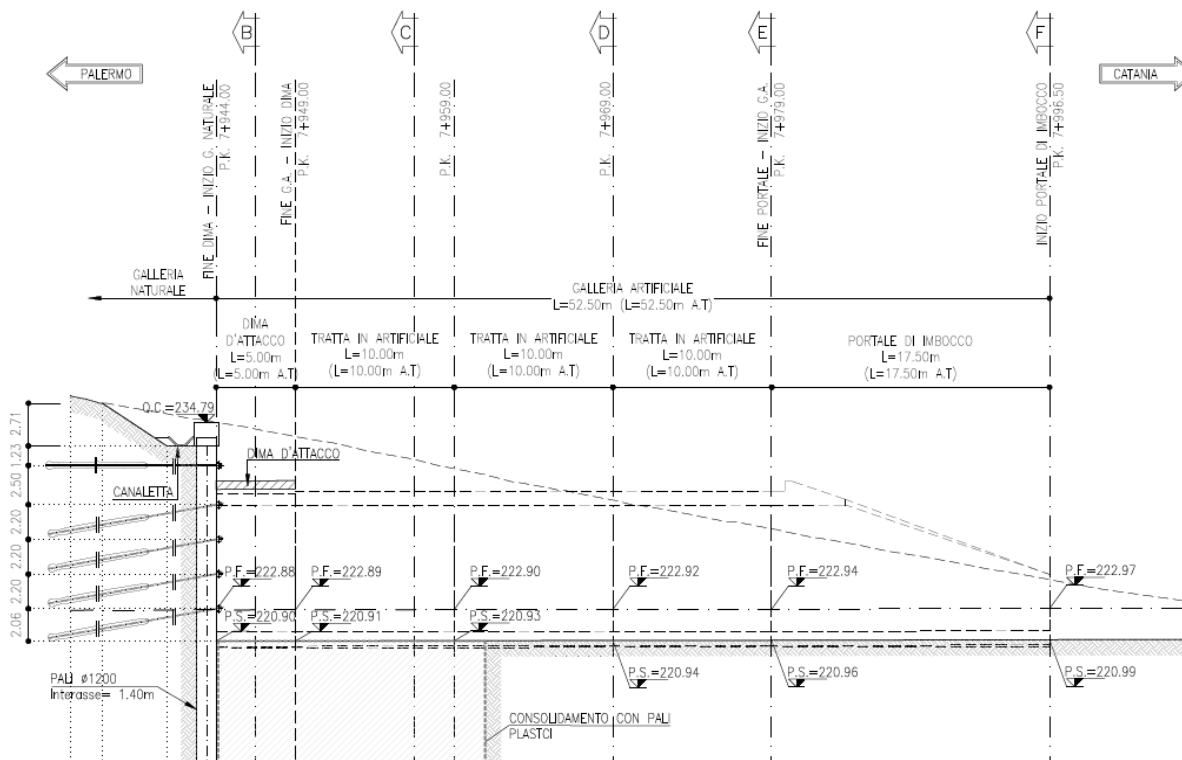 B
C
D
E
F
PALERMO
CATANIA
FINE DIMA - INIZIO G. NATURALE
P.K. 7+944.00
FINE G.A. - INIZIO DIMA
P.K. 7+949.00
P.K. 7+959.00
P.K. 7+969.00
FINE PORTALE - INIZIO G.A.
P.K. 7+979.00
INIZIO PORTALE DI IMBOCCO
P.K. 7+996.50
GALLERIA
NATURALE
GALLERIA ARTIFICIALE
L=52.50m (L=52.50m A.T)
DIMA
D'ATTACCO
L=5.00m
(L=5.00m A.T)
TRATTA IN ARTIFICIALE
L=10.00m
(L=10.00m A.T)
TRATTA IN ARTIFICIALE
L=10.00m
(L=10.00m A.T)
TRATTA IN ARTIFICIALE
L=10.00m
(L=10.00m A.T)
PORTALE DI IMBOCCO
L=17.50m
(L=17.50m A.T)
Q.C.=234.79
DIMA D'ATTACCO
CANALETTA
2.71
1.23
2.50
2.20
2.20
2.20
2.06
P.F.=222.88
P.F.=222.89
P.F.=222.90
P.F.=222.92
P.F.=222.94
P.F.=222.97
P.S.=220.90
P.S.=220.91
P.S.=220.93
P.S.=220.94
P.S.=220.96
P.S.=220.99
PALI ø1200
Interasse= 1.40m
CONSOLIDAMENTO CON PALI
PLASTCI